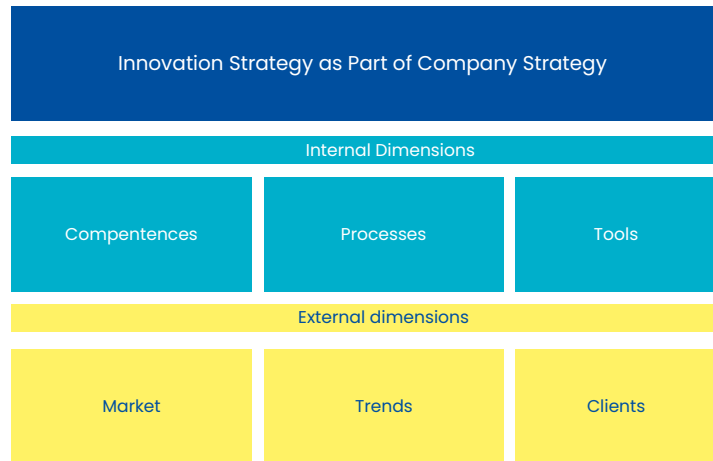 Innovation Strategy as Part of Company Strategy
Internal Dimensions
Compentences
Processes
Tools
External dimensions
Market
Trends
Clients